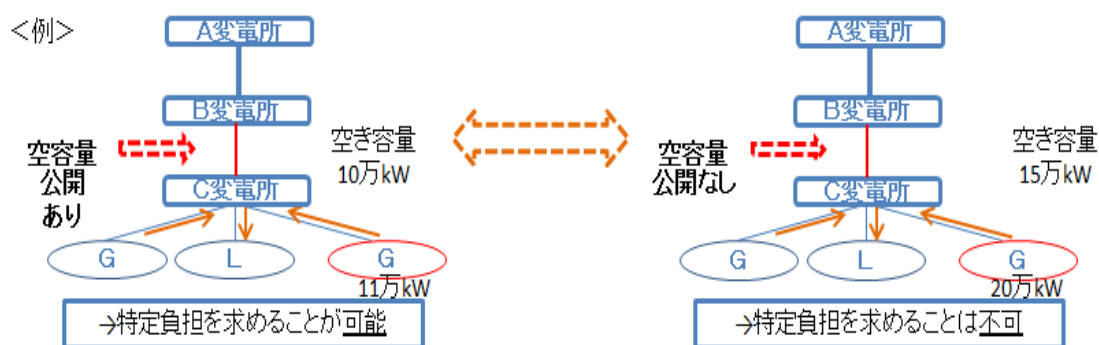 <例>
A変電所
B変電所
空容量
公開
あり
空き容量
10万kW
C変電所
G
L
G
11万kW
→特定負担を求めることが可能
A変電所
B変電所
空容量
公開なし
空き容量
15万kW
C変電所
G
L
G
20万kW
→特定負担を求めることは不可